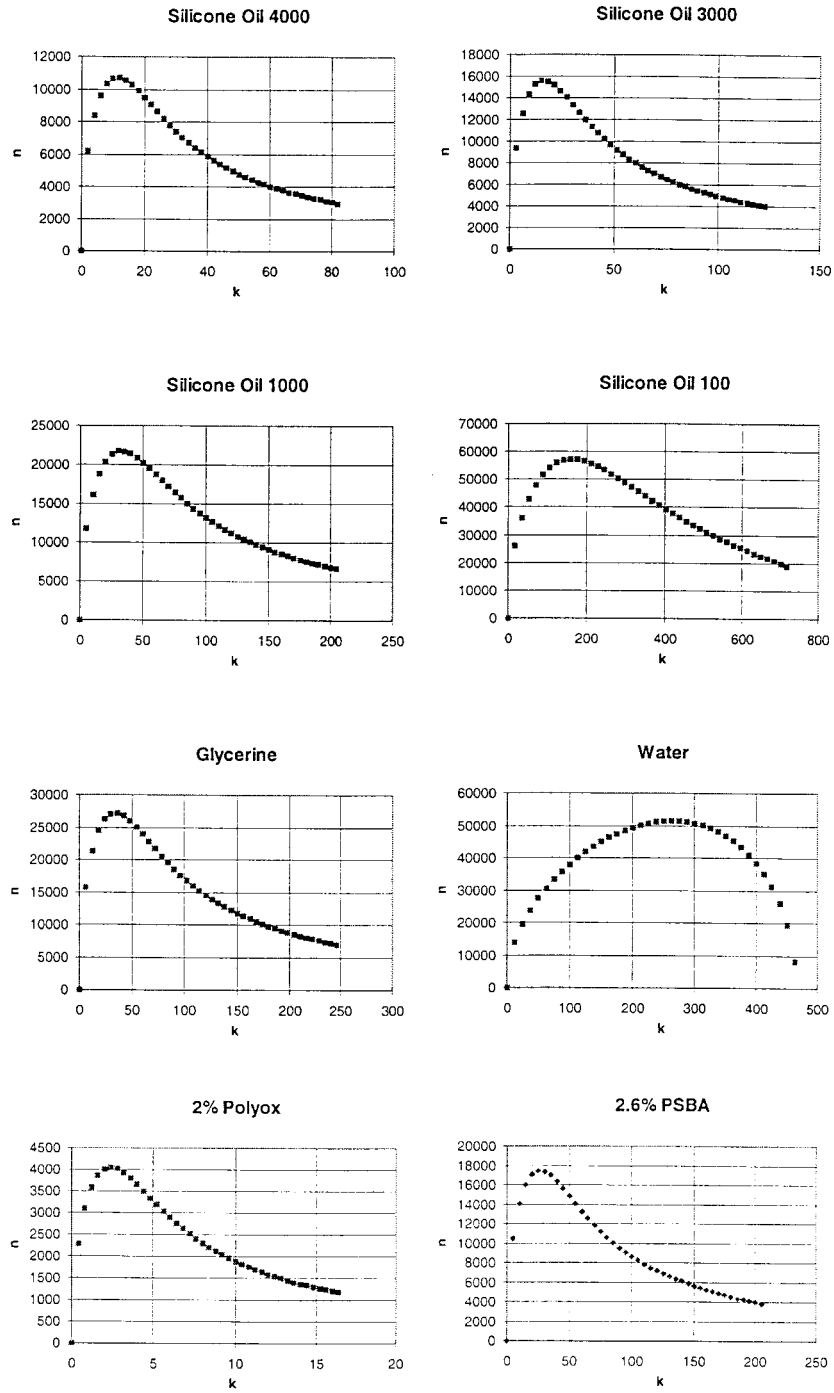 Silicone Oil 4000
12000
10000
8000
6000
4000
2000
0
n
0 20 40 60 80 100
k
Silicone Oil 3000
18000
16000
14000
12000
10000
8000
6000
4000
2000
0
n
0 50 100 150
k
Silicone Oil 1000
25000
20000
15000
10000
5000
0
n
0 50 100 150 200 250
k
Silicone Oil 100
70000
60000
50000
40000
30000
20000
10000
0
n
0 200 400 600 800
k
Glycerine
30000
25000
20000
15000
10000
5000
0
n
0 50 100 150 200 250 300
k
Water
60000
50000
40000
30000
20000
10000
0
n
0 100 200 300 400 500
k
2% Polyox
4500
4000
3500
3000
2500
2000
1500
1000
500
0
n
0 5 10 15 20
k
2.6% PSBA
20000
18000
16000
14000
12000
10000
8000
6000
4000
2000
0
n
0 50 100 150 200 250
k